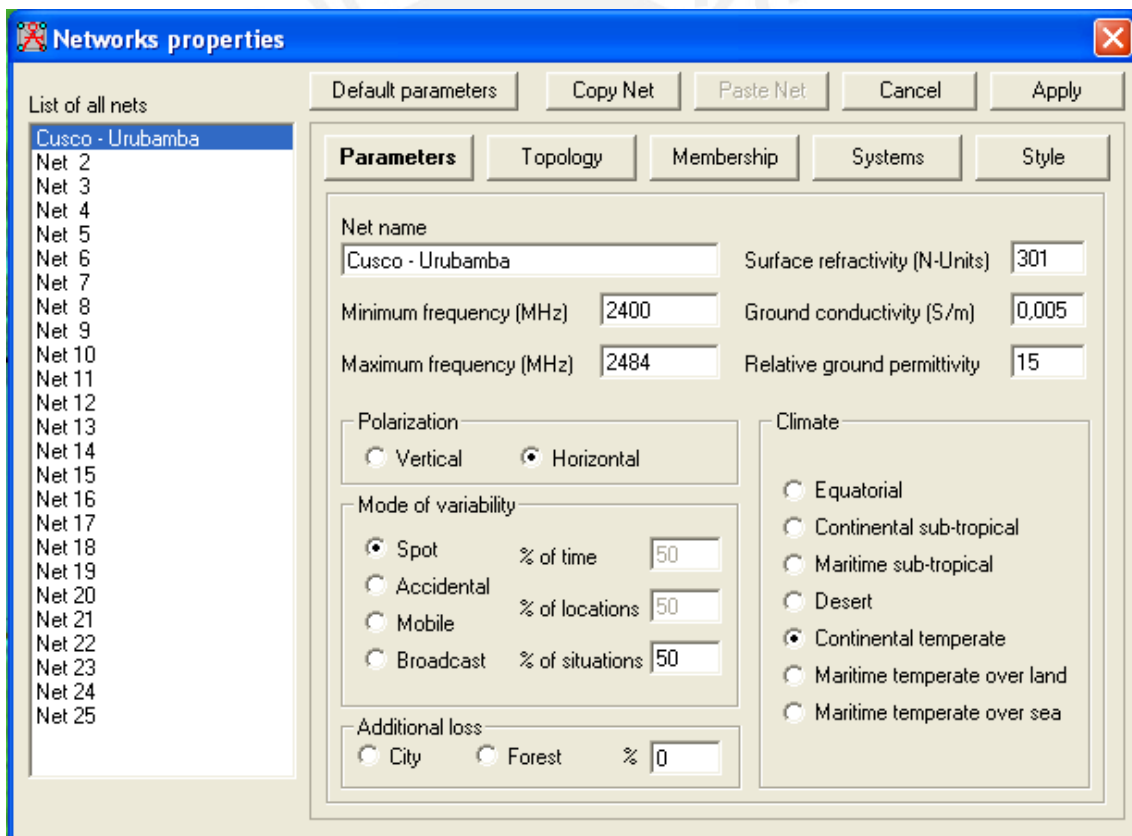 Networks properties
List of all nets
Cusco - Urubamba
Net 2
Net 3
Net 4
Net 5
Net 6
Net 7
Net 8
Net 9
Net 10
Net 11
Net 12
Net 13
Net 14
Net 15
Net 16
Net 17
Net 18
Net 19
Net 20
Net 21
Net 22
Net 23
Net 24
Net 25
Default parameters Copy Net Paste Net Cancel Apply
Parameters Topology Membership Systems Style
Net name
Cusco - Urubamba
Minimum frequency (MHz) 2400
Maximum frequency (MHz) 2484
Surface refractivity (N-Units) 301
Ground conductivity (S/m) 0,005
Relative ground permittivity 15
Polarization
Vertical Horizontal
Mode of variability
Spot
Accidental
Mobile
Broadcast
% of time 50
% of locations 50
% of situations 50
Additional loss
City Forest % 0
Climate
Equatorial
Continental sub-tropical
Maritime sub-tropical
Desert
Continental temperate
Maritime temperate over land
Maritime temperate over sea